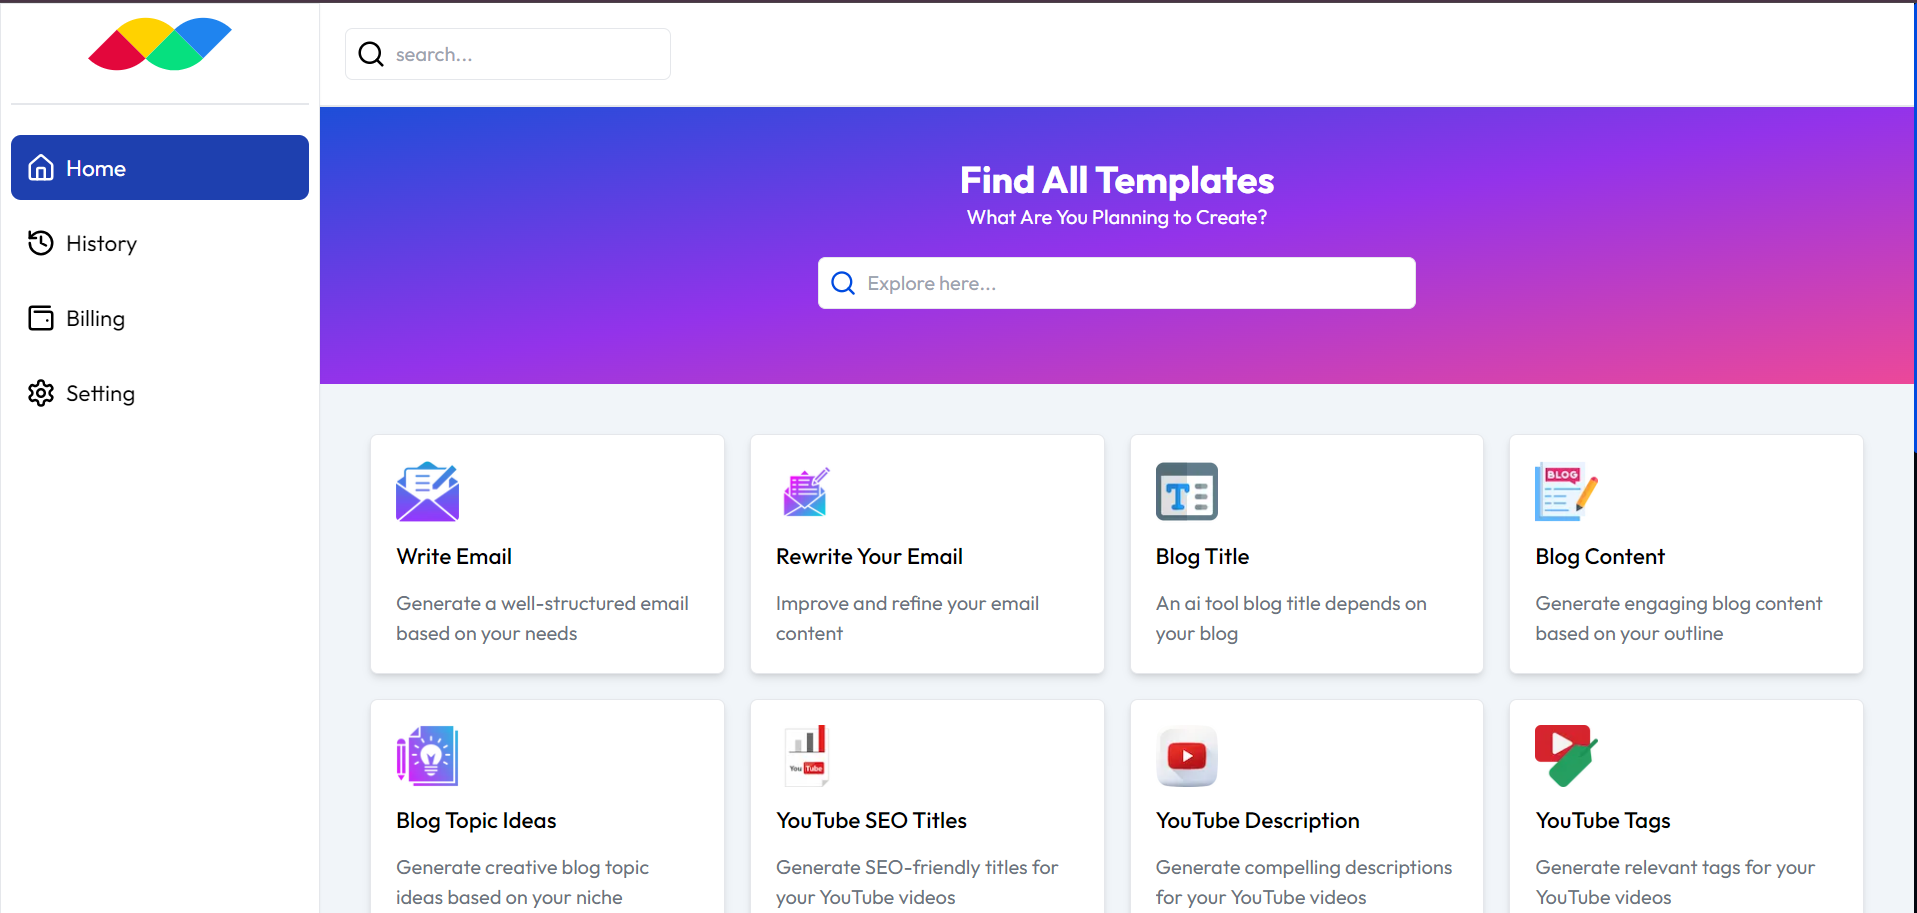 search...
Home
History
Billing
Setting
Find All Templates
What Are You Planning to Create?
Explore here...
Write Email
Generate a well-structured email
based on your needs
Rewrite Your Email
Improve and refine your email
content
T
Blog Title
An ai tool blog title depends on
your blog
BLOG
Blog Content
Generate engaging blog content
based on your outline
Blog Topic Ideas
Generate creative blog topic
ideas based on your niche
You Tube
YouTube SEO Titles
Generate SEO-friendly titles for
your YouTube videos
YouTube Description
Generate compelling descriptions
for your YouTube videos
YouTube Tags
Generate relevant tags for your
YouTube videos